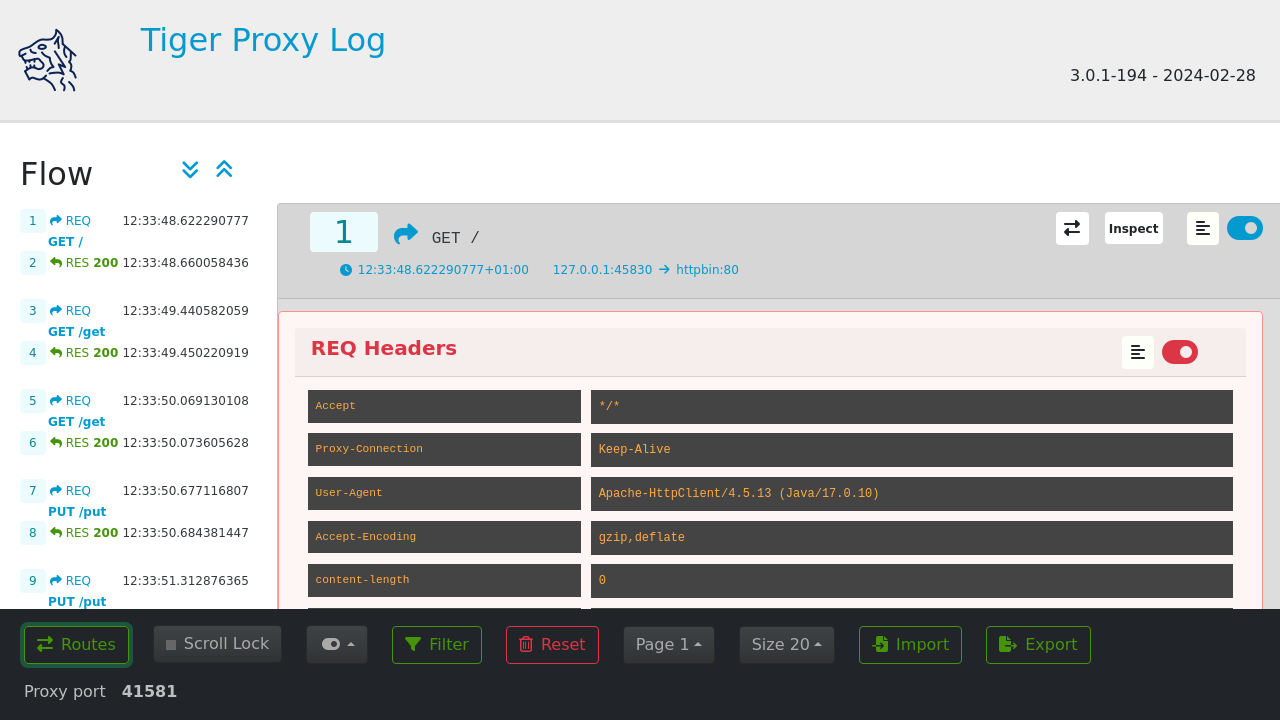 Tiger Proxy Log
3.0.1-194 - 2024-02-28
Flow
1 REQ 12:33:48.622290777
GET /
2 RES 200 12:33:48.660058436
3 REQ 12:33:49.440582059
GET /get
4 RES 200 12:33:49.450220919
5 REQ 12:33:50.069130108
GET /get
6 RES 200 12:33:50.073605628
7 REQ 12:33:50.677116807
PUT /put
8 RES 200 12:33:50.684381447
9 REQ 12:33:51.312876365
PUT /put
1 GET / Inspect
12:33:48.622290777+01:00 127.0.0.1:45830 → httpbin:80
REQ Headers
Accept */*
Proxy-Connection Keep-Alive
User-Agent Apache-HttpClient/4.5.13 (Java/17.0.10)
Accept-Encoding gzip,deflate
content-length 0
Routes Scroll Lock Filter Reset Page 1 Size 20 Import Export
Proxy port 41581